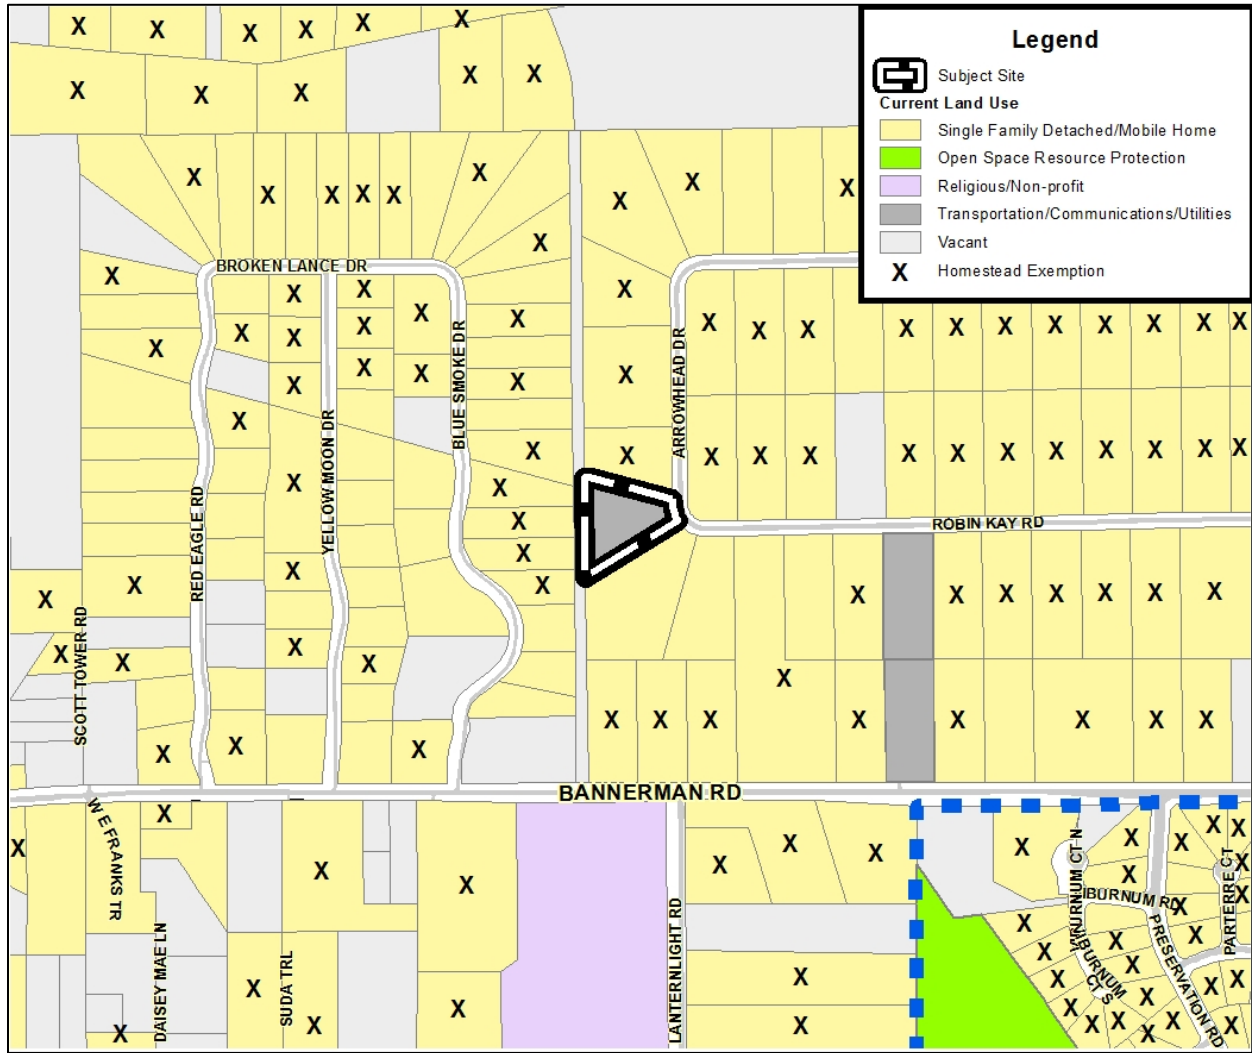 Legend
Subject Site
Current Land Use
Single Family Detached/Mobile Home
Open Space Resource Protection
Religious/Non-profit
Transportation/Communications/Utilities
Vacant
X Homestead Exemption
BROKEN LANCE DR
BLUE SMOKE DR
ARROWHEAD DR
YELLOW MOON DR
RED EAGLE RD
ROBIN KAY RD
SCOTT TOWER RD
BANNERMAN RD
W E FRANKS TR
DAISEY MAE LN
SUDA TRL
LANTERNLIGHT RD
VIBURNUM CT N
IBURNUM RD
PARTERRE CT
PRESERVATION RD
VIBURNUM
CT S